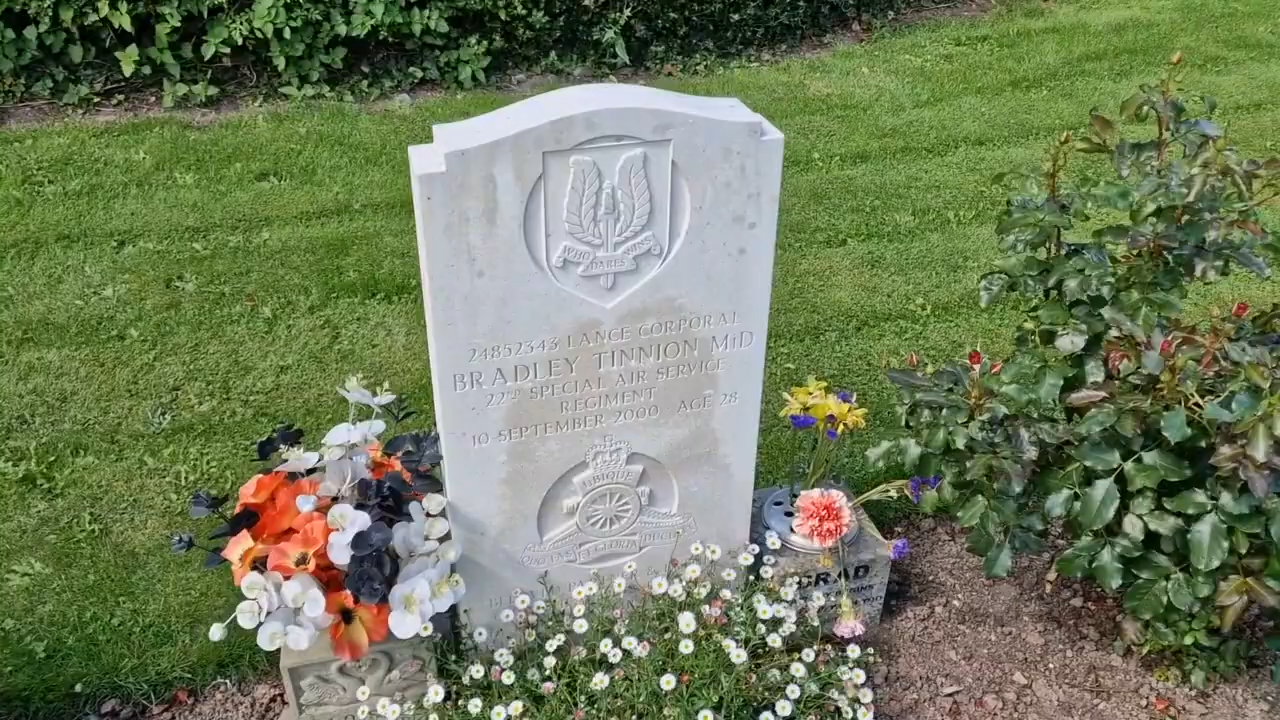 WHO DARES WINS
24852343 LANCE CORPORAL
BRADLEY TINNION MiD
22ND SPECIAL AIR SERVICE
REGIMENT
10 SEPTEMBER 2000 AGE 28
UBIQUE
QUO FAS ET GLORIA DUCUNT
BRAD